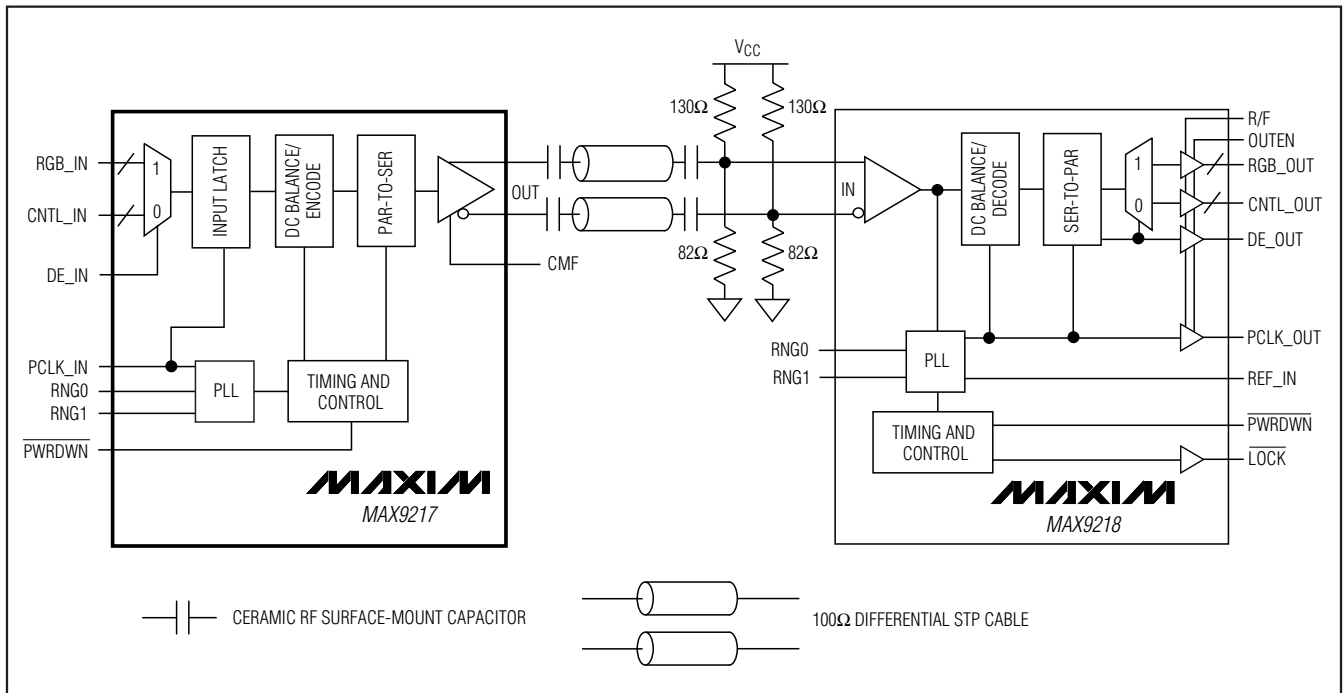 VCC
130Ω
130Ω
RGB_IN
1
CNTL_IN
0
DE_IN
INPUT LATCH
DC BALANCE/
ENCODE
PAR-TO-SER
OUT
CMF
82Ω
82Ω
PCLK_IN
RNG0
RNG1
PWRDWN
PLL
TIMING AND
CONTROL
MAXIM
MAX9217
IN
DC BALANCE/
DECODE
SER-TO-PAR
1
0
R/F
OUTEN
RGB_OUT
CNTL_OUT
DE_OUT
PCLK_OUT
RNG0
RNG1
PLL
REF_IN
TIMING AND
CONTROL
PWRDWN
LOCK
MAXIM
MAX9218
CERAMIC RF SURFACE-MOUNT CAPACITOR
100Ω DIFFERENTIAL STP CABLE